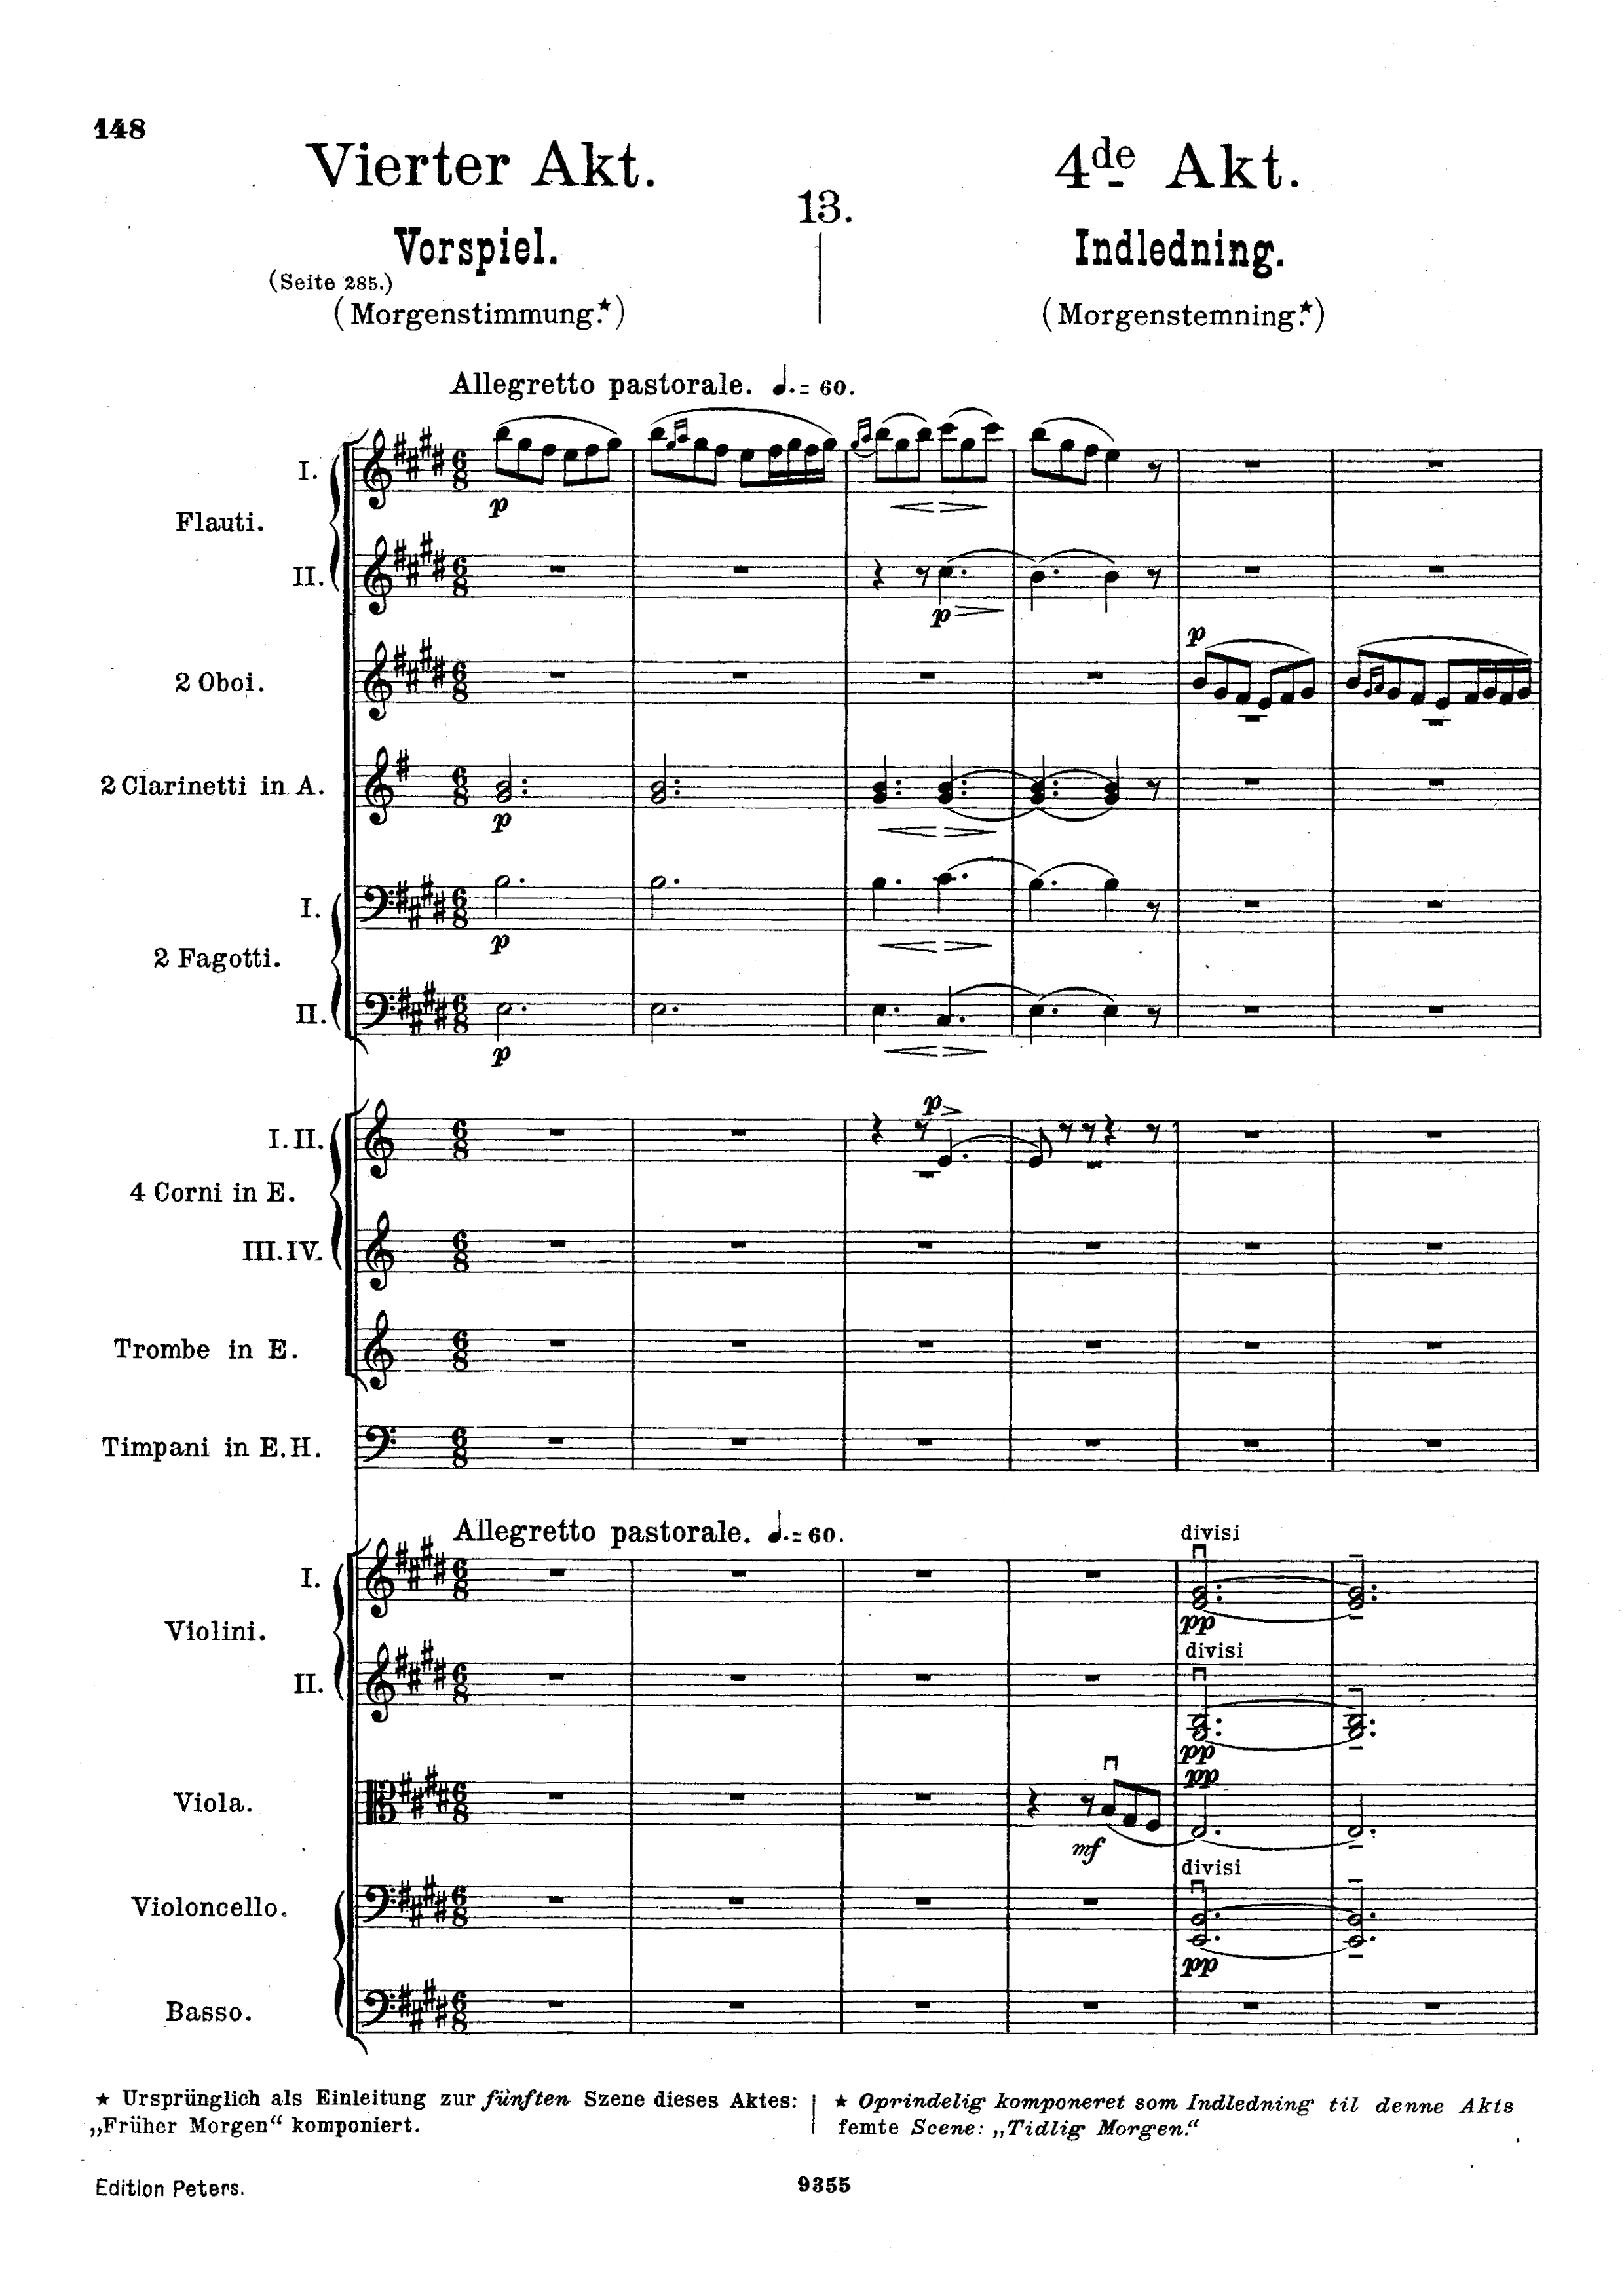 148
Vierter Akt.
4de Akt.
13.
Vorspiel.
Indledning.
(Seite 285.)
(Morgenstimmung.*)
(Morgenstemning.*)
Allegretto pastorale. ♩. = 60.
I.
p
Flauti.
II.
p
p
2 Oboi.
2 Clarinetti in A.
p
I.
p
2 Fagotti.
II.
p
p
I. II.
4 Corni in E.
III. IV.
Trombe in E.
Timpani in E. H.
Allegretto pastorale. ♩. = 60.
divisi
I.
pp
Violini.
divisi
II.
pp
pp
Viola.
mf
divisi
Violoncello.
pp
Basso.
★ Ursprünglich als Einleitung zur fünften Szene dieses Aktes:
„Früher Morgen“ komponiert.
★ Oprindelig komponeret som Indledning til denne Akts
femte Scene: „Tidlig Morgen.“
Edition Peters.
9355